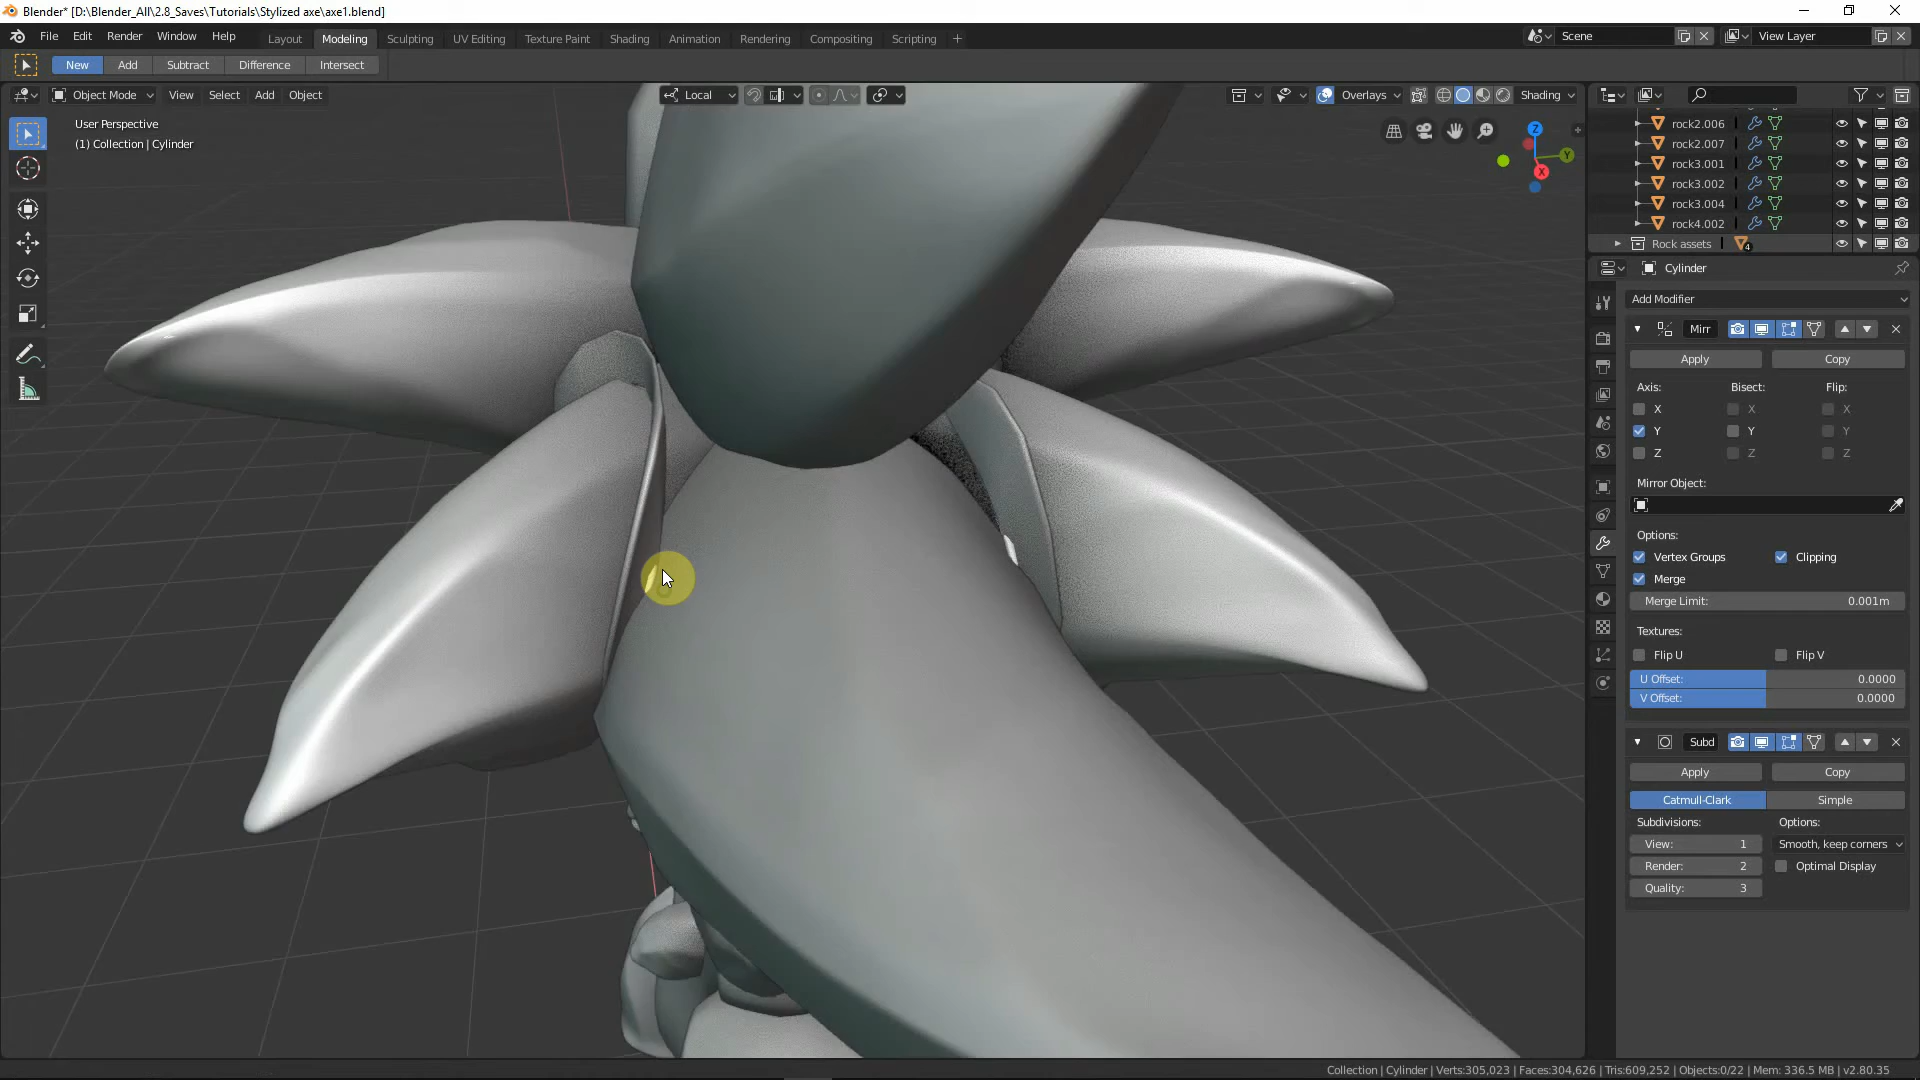 Blender* [D:\Blender_All\2.8_Saves\Tutorials\Stylized axe\axe1.blend]
File Edit Render Window Help Layout Modeling Sculpting UV Editing Texture Paint Shading Animation Rendering Compositing Scripting + Scene View Layer
New Add Subtract Difference Intersect
Object Mode View Select Add Object Local Overlays Shading
User Perspective
(1) Collection | Cylinder
Z
Y
X
rock2.006
rock2.007
rock3.001
rock3.002
rock3.004
rock4.002
Rock assets 4
Cylinder
Add Modifier
Mirr
Apply Copy
Axis: Bisect: Flip:
X X X
Y Y Y
Z Z Z
Mirror Object:
Options:
Vertex Groups Clipping
Merge
Merge Limit: 0.001m
Textures:
Flip U Flip V
U Offset: 0.0000
V Offset: 0.0000
Subd
Apply Copy
Catmull-Clark Simple
Subdivisions: Options:
View: 1 Smooth, keep corners
Render: 2 Optimal Display
Quality: 3
Collection | Cylinder | Verts:305,023 | Faces:304,626 | Tris:609,252 | Objects:0/22 | Mem: 336.5 MB | v2.80.35